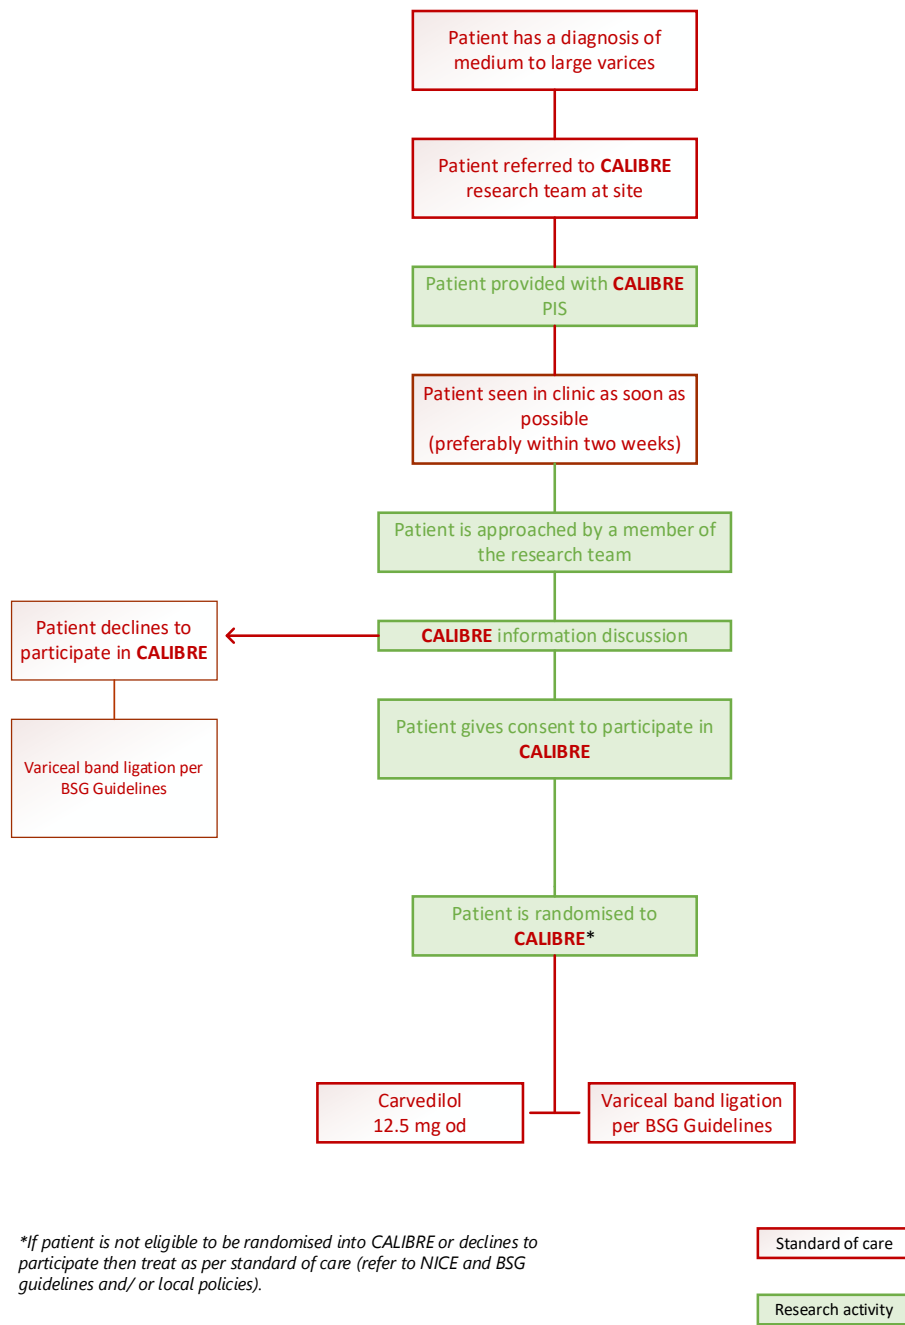 Patient has a diagnosis of
medium to large varices
Patient referred to CALIBRE
research team at site
Patient provided with CALIBRE
PIS
Patient seen in clinic as soon as
possible
(preferably within two weeks)
Patient is approached by a member of
the research team
CALIBRE information discussion
Patient declines to
participate in CALIBRE
Variceal band ligation per
BSG Guidelines
Patient gives consent to participate in
CALIBRE
Patient is randomised to
CALIBRE*
Carvedilol
12.5 mg od
Variceal band ligation
per BSG Guidelines
*If patient is not eligible to be randomised into CALIBRE or declines to
participate then treat as per standard of care (refer to NICE and BSG
guidelines and/ or local policies).
Standard of care
Research activity